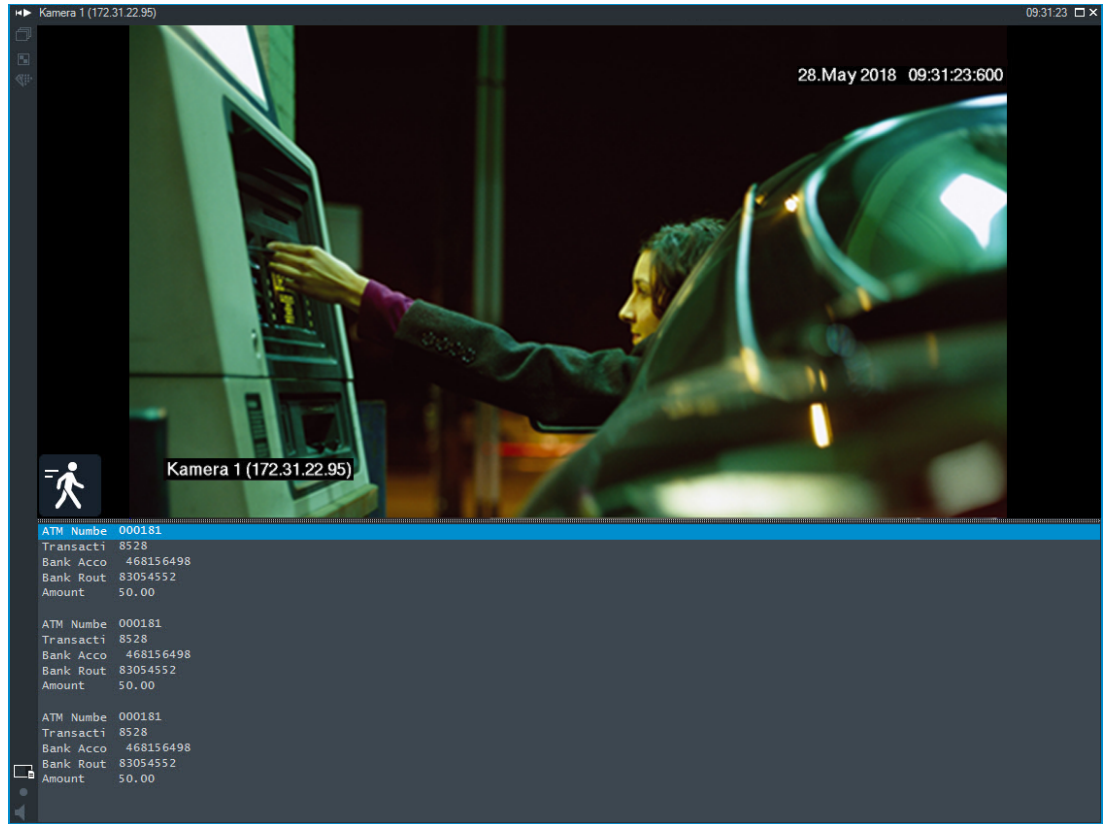 Kamera 1 (172.31.22.95) 09:31:23
28.May 2018 09:31:23:600
Kamera 1 (172.31.22.95)
ATM Numbe 000181
Transacti 8528
Bank Acco 468156498
Bank Rout 83054552
Amount 50.00
ATM Numbe 000181
Transacti 8528
Bank Acco 468156498
Bank Rout 83054552
Amount 50.00
ATM Numbe 000181
Transacti 8528
Bank Acco 468156498
Bank Rout 83054552
Amount 50.00